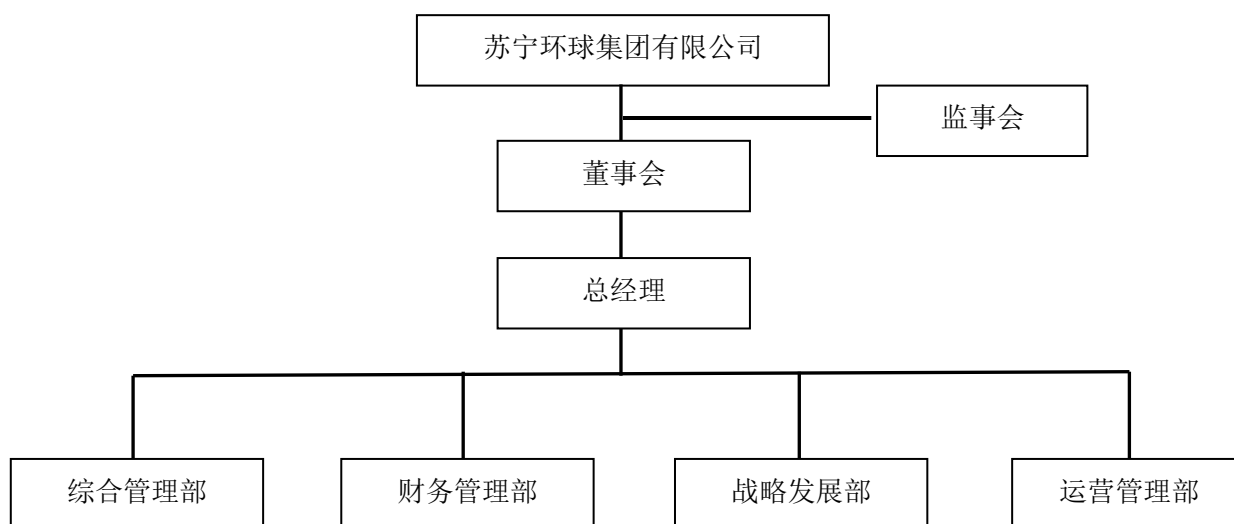 苏宁环球集团有限公司
监事会
董事会
总经理
综合管理部
财务管理部
战略发展部
运营管理部